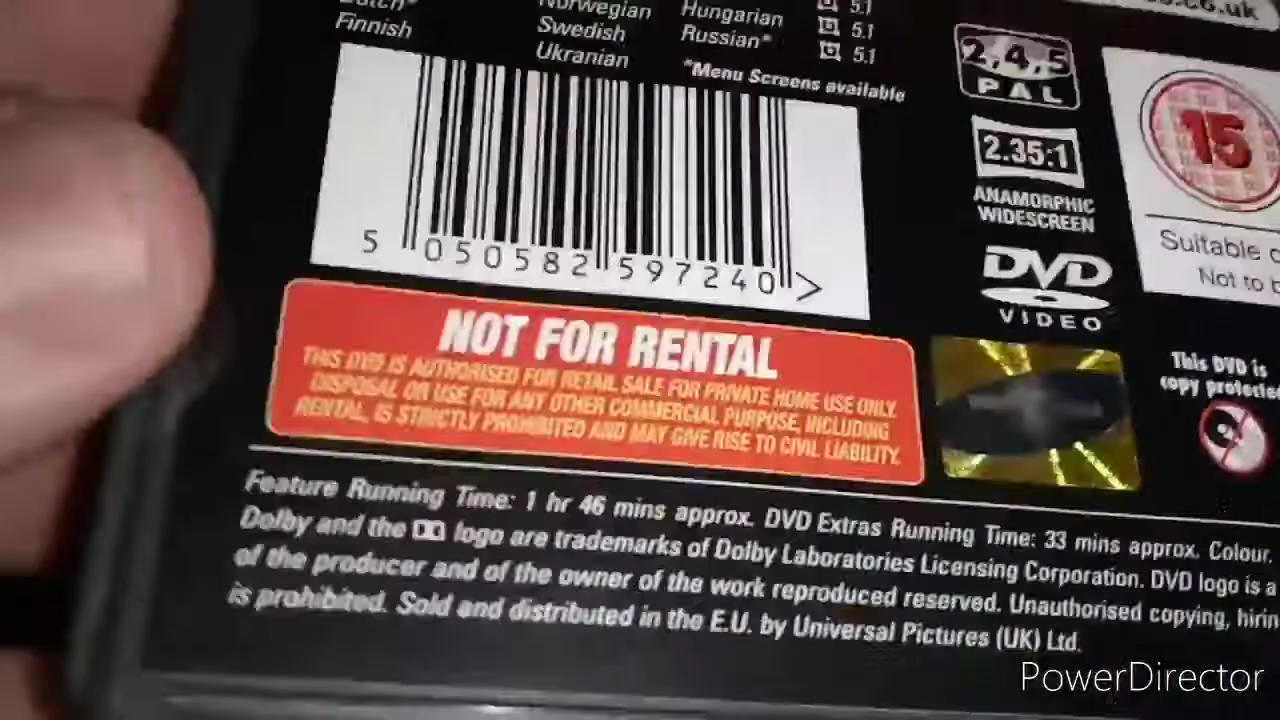 Dutch*
Finnish
Norwegian
Swedish
Ukranian
Hungarian
Russian*
5.1
5.1
5.1
*Menu Screens available
.co.uk
2,4,5
PAL
2.35:1
ANAMORPHIC
WIDESCREEN
DVD
VIDEO
15
Suitable
Not to b
5 050582 597240 >
NOT FOR RENTAL
THIS DVD IS AUTHORISED FOR RETAIL SALE FOR PRIVATE HOME USE ONLY.
DISPOSAL OR USE FOR ANY OTHER COMMERCIAL PURPOSE, INCLUDING
RENTAL, IS STRICTLY PROHIBITED AND MAY GIVE RISE TO CIVIL LIABILITY.
This DVD is
copy protected
Feature Running Time: 1 hr 46 mins approx. DVD Extras Running Time: 33 mins approx. Colour.
Dolby and the logo are trademarks of Dolby Laboratories Licensing Corporation. DVD logo is a
of the producer and of the owner of the work reproduced reserved. Unauthorised copying, hirin
is prohibited. Sold and distributed in the E.U. by Universal Pictures (UK) Ltd.
PowerDirector